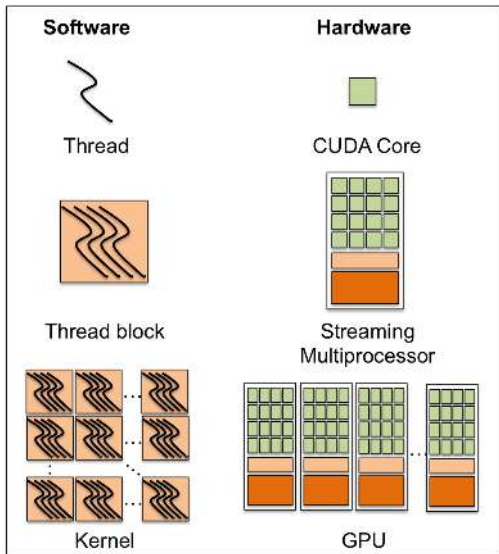 Software
Hardware
Thread
CUDA Core
Thread block
Streaming
Multiprocessor
Kernel
GPU